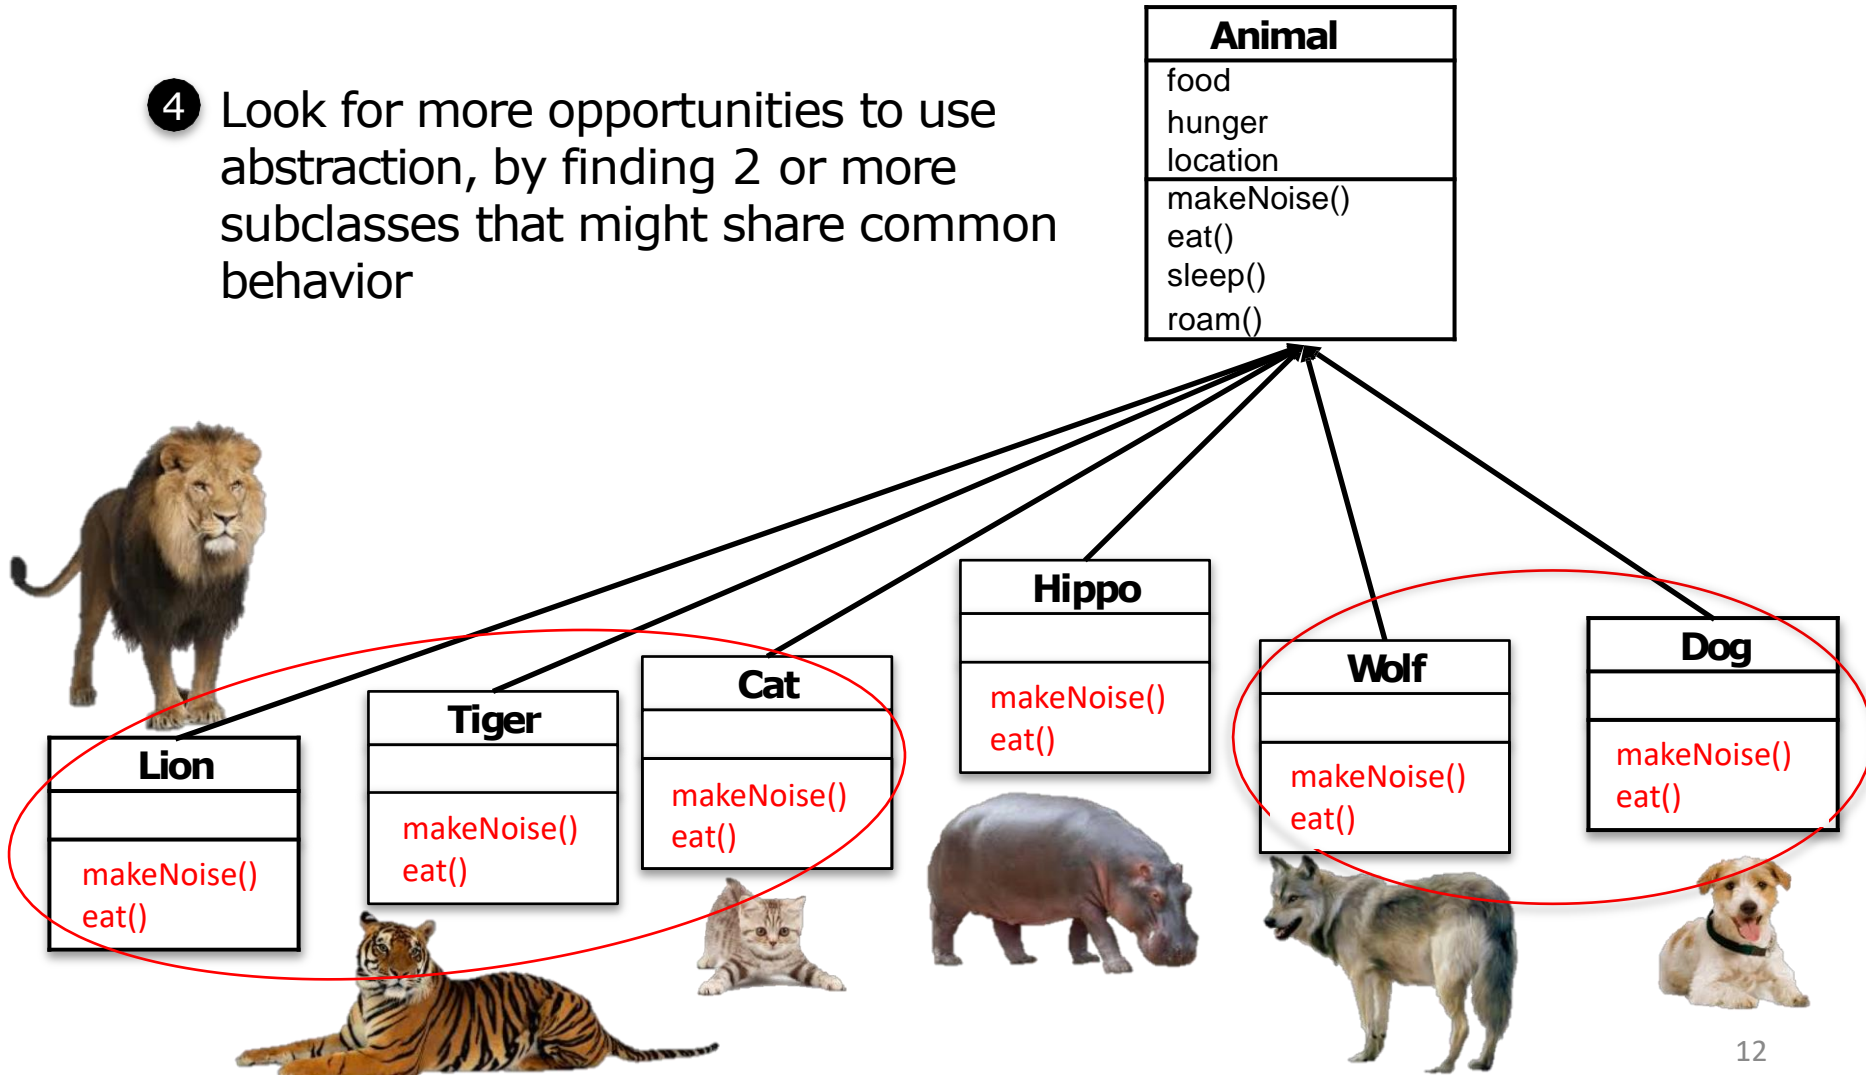 4 Look for more opportunities to use
abstraction, by finding 2 or more
subclasses that might share common
behavior
Animal
food
hunger
location
makeNoise()
eat()
sleep()
roam()
Lion
makeNoise()
eat()
Tiger
makeNoise()
eat()
Cat
makeNoise()
eat()
Hippo
makeNoise()
eat()
Wolf
makeNoise()
eat()
Dog
makeNoise()
eat()
12